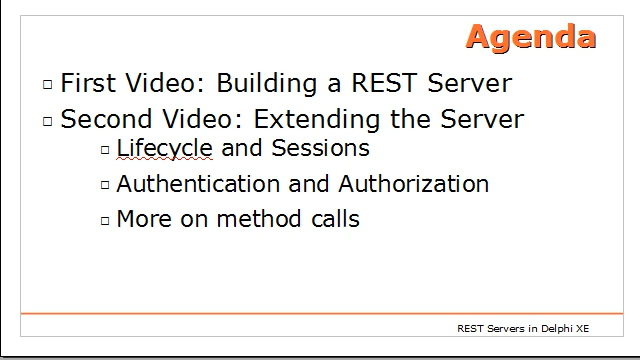 Agenda
First Video: Building a REST Server
Second Video: Extending the Server
Lifecycle and Sessions
Authentication and Authorization
More on method calls
REST Servers in Delphi XE